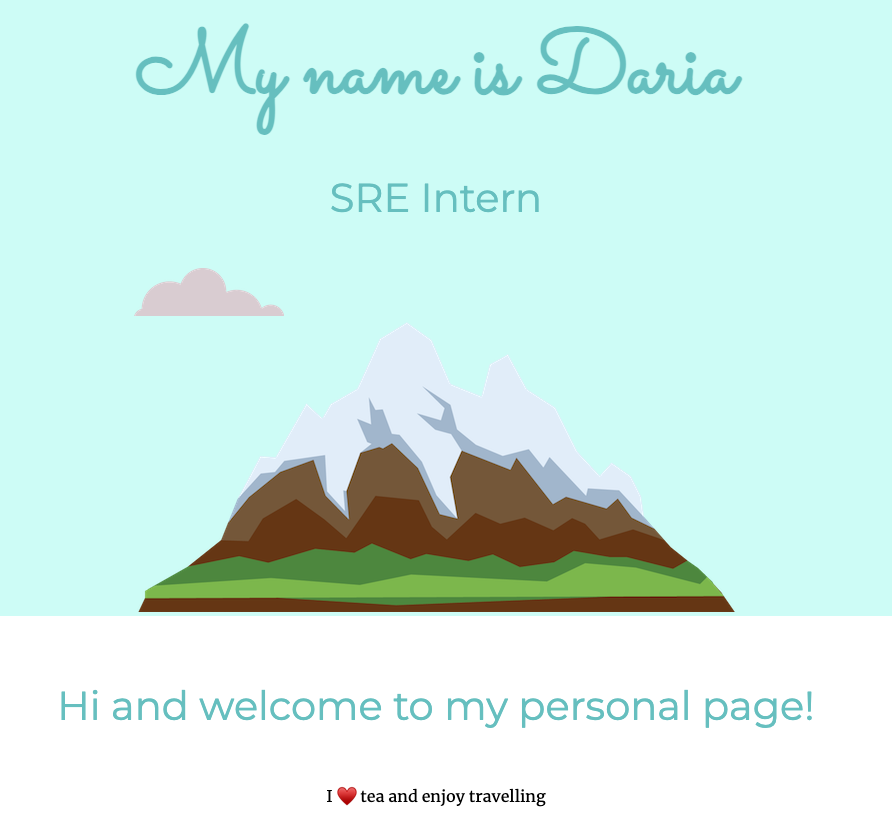 My name is Daria
SRE Intern
Hi and welcome to my personal page!
I ❤️ tea and enjoy travelling